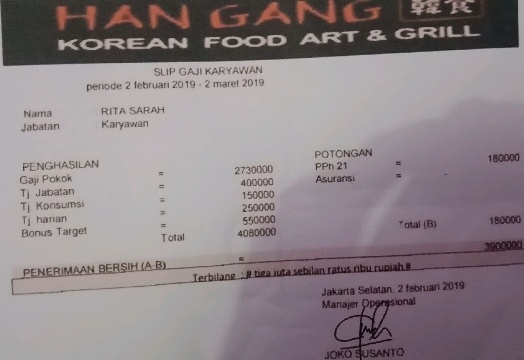 HAN GANG 韓食
KOREAN FOOD ART & GRILL
SLIP GAJI KARYAWAN
periode 2 februari 2019 - 2 maret 2019
Nama RITA SARAH
Jabatan Karyawan
PENGHASILAN POTONGAN
Gaji Pokok = 2730000 PPh 21 = 180000
Tj Jabatan = 400000 Asuransi =
Tj Konsumsi = 150000
Tj harian = 250000
Bonus Target = 550000
Total 4080000 Total (B) 180000
PENERIMAAN BERSIH (A-B) = 3900000
Terbilang : # tiga juta sebilan ratus ribu rupiah #
Jakarta Selatan, 2 februari 2019
Manajer Operesional
JOKO SUSANTO